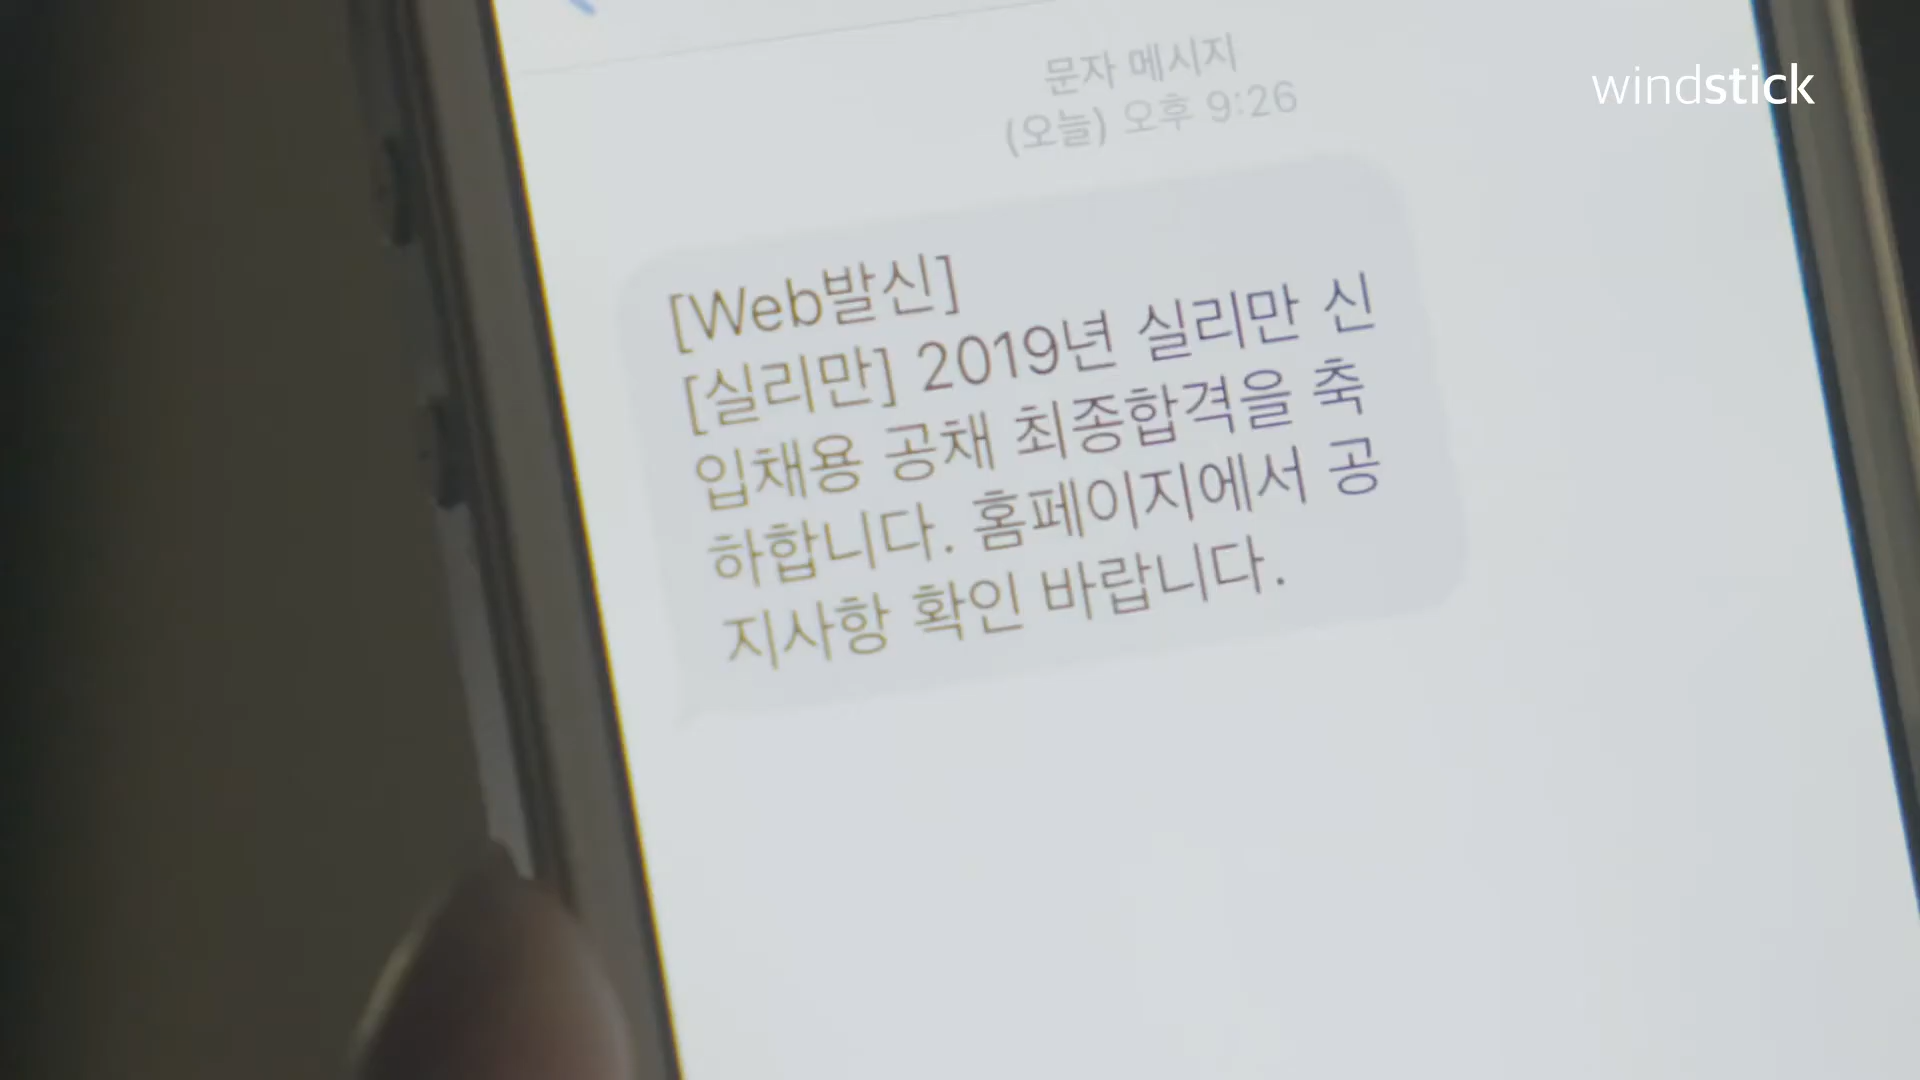 문자 메시지
(오늘) 오후 9:26
windstick
[Web발신]
[실리만] 2019년 실리만 신
입채용 공채 최종합격을 축
하합니다. 홈페이지에서 공
지사항 확인 바랍니다.